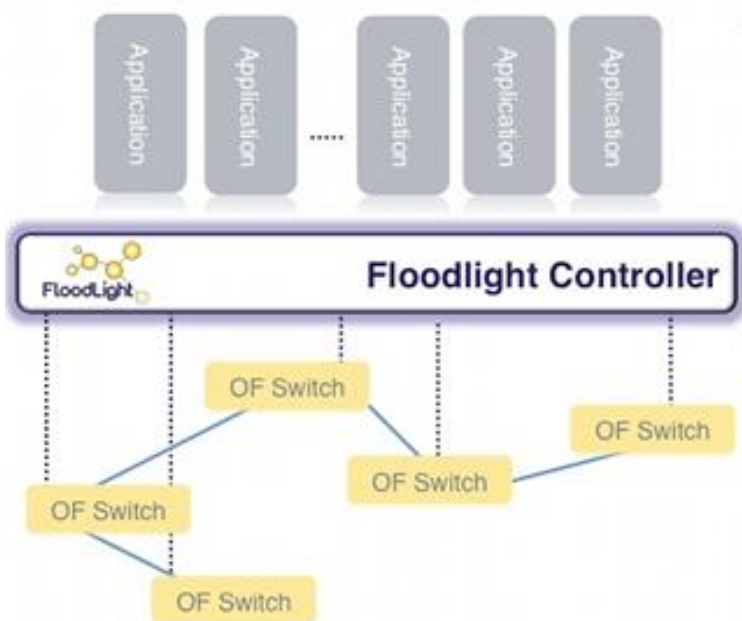 Application
Application
.....
Application
Application
Application
FloodLight
Floodlight Controller
OF Switch
OF Switch
OF Switch
OF Switch
OF Switch